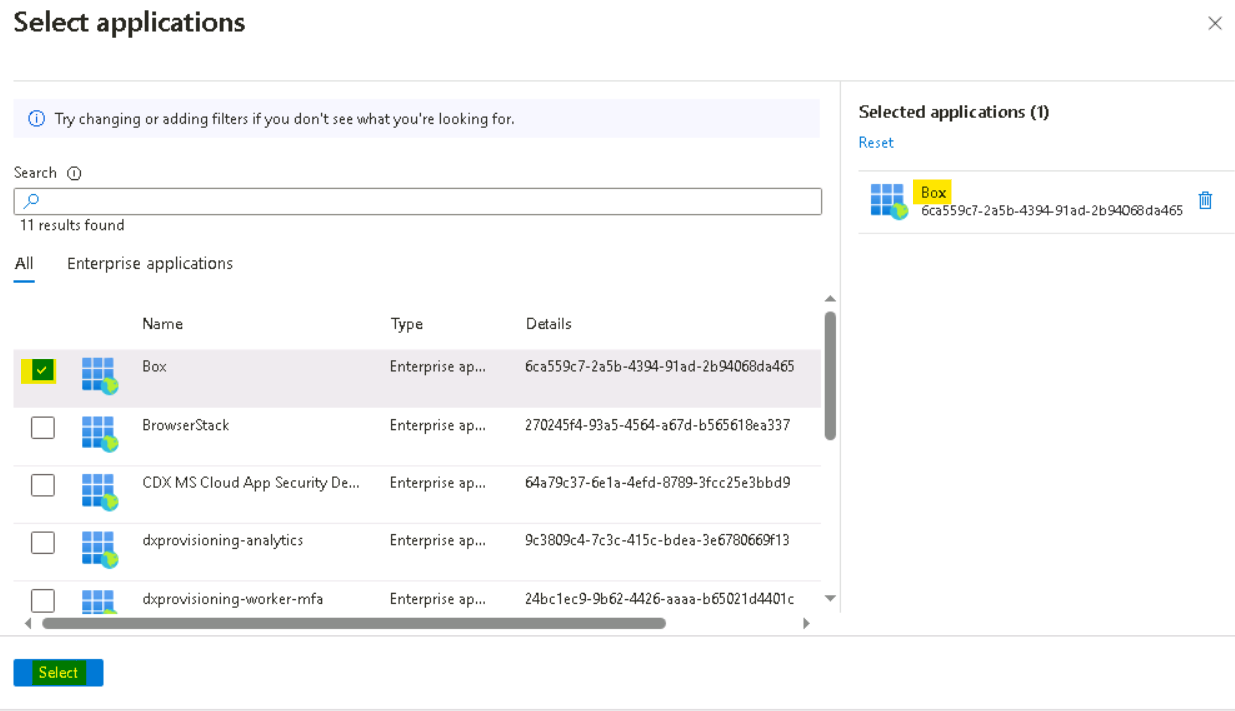 Select applications
Try changing or adding filters if you don't see what you're looking for.
Search
11 results found
All Enterprise applications
Name Type Details
Box Enterprise ap... 6ca559c7-2a5b-4394-91ad-2b94068da465
BrowserStack Enterprise ap... 270245f4-93a5-4564-a67d-b565618ea337
CDX MS Cloud App Security De... Enterprise ap... 64a79c37-6e1a-4efd-8789-3fcc25e3bbd9
dxprovisioning-analytics Enterprise ap... 9c3809c4-7c3c-415c-bdea-3e6780669f13
dxprovisioning-worker-mfa Enterprise ap... 24bc1ec9-9b62-4426-aaaa-b65021d4401c
Select
Selected applications (1)
Reset
Box
6ca559c7-2a5b-4394-91ad-2b94068da465